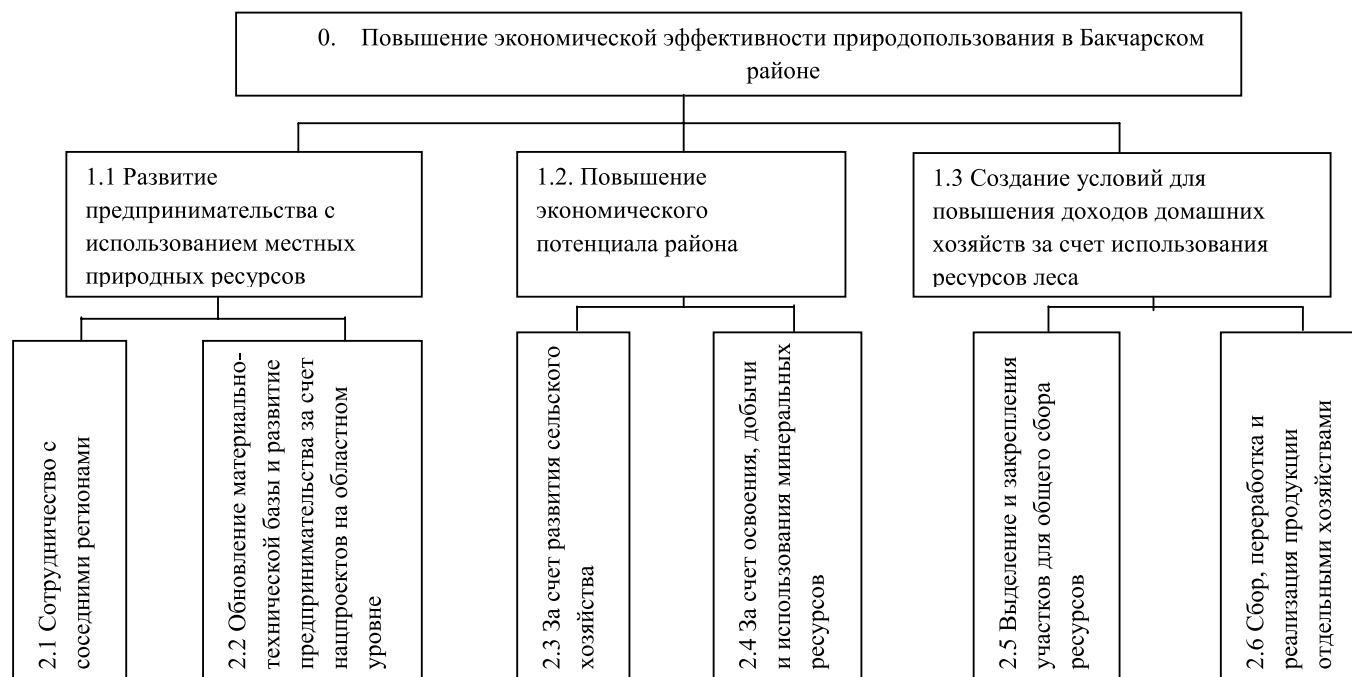 0. Повышение экономической эффективности природопользования в Бакчарском
районе
1.1 Развитие
предпринимательства с
использованием местных
природных ресурсов
1.2. Повышение
экономического
потенциала района
1.3 Создание условий для
повышения доходов домашних
хозяйств за счет использования
ресурсов леса
2.1 Сотрудничество с
соседними регионами
2.2 Обновление материально-
технической базы и развитие
предпринимательства за счет
нацпроектов на областном
уровне
2.3 За счет развития сельского
хозяйства
2.4 За счет освоения, добычи
и использования минеральных
ресурсов
2.5 Выделение и закрепления
участков для общего сбора
ресурсов
2.6 Сбор, переработка и
реализация продукции
отдельными хозяйствами